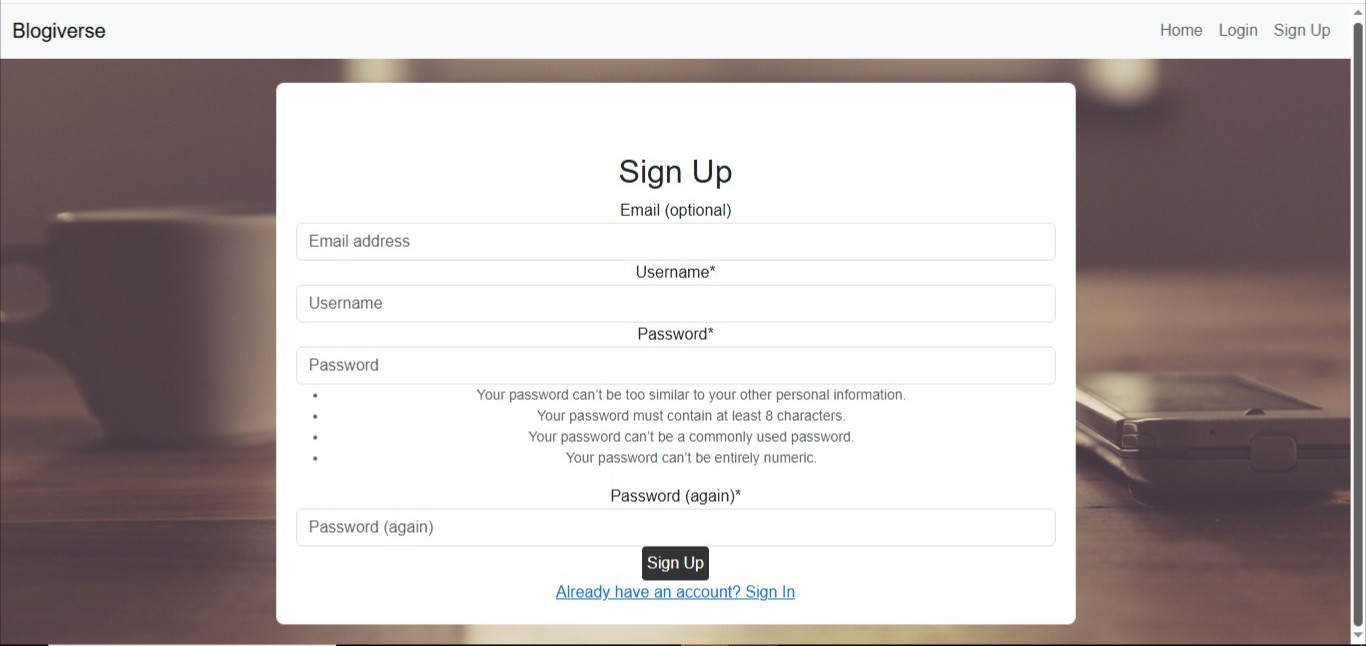 Blogiverse
Home Login Sign Up
Sign Up
Email (optional)
Email address
Username*
Username
Password*
Password
• Your password can’t be too similar to your other personal information.
• Your password must contain at least 8 characters.
• Your password can’t be a commonly used password.
• Your password can’t be entirely numeric.
Password (again)*
Password (again)
Sign Up
Already have an account? Sign In